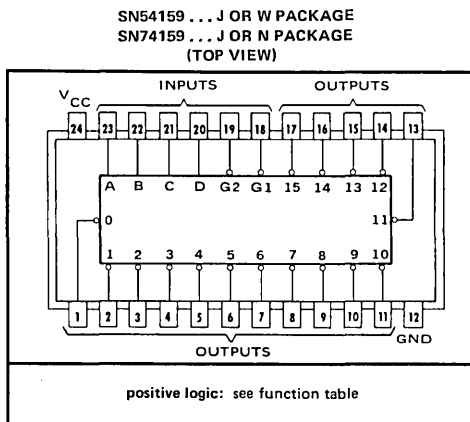 SN54159 ... J OR W PACKAGE
SN74159 ... J OR N PACKAGE
(TOP VIEW)
INPUTS OUTPUTS
VCC
24 23 22 21 20 19 18 17 16 15 14 13
A B C D G2 G1 15 14 13 12
0 11
1 2 3 4 5 6 7 8 9 10
1 2 3 4 5 6 7 8 9 10 11 12
OUTPUTS GND
positive logic: see function table